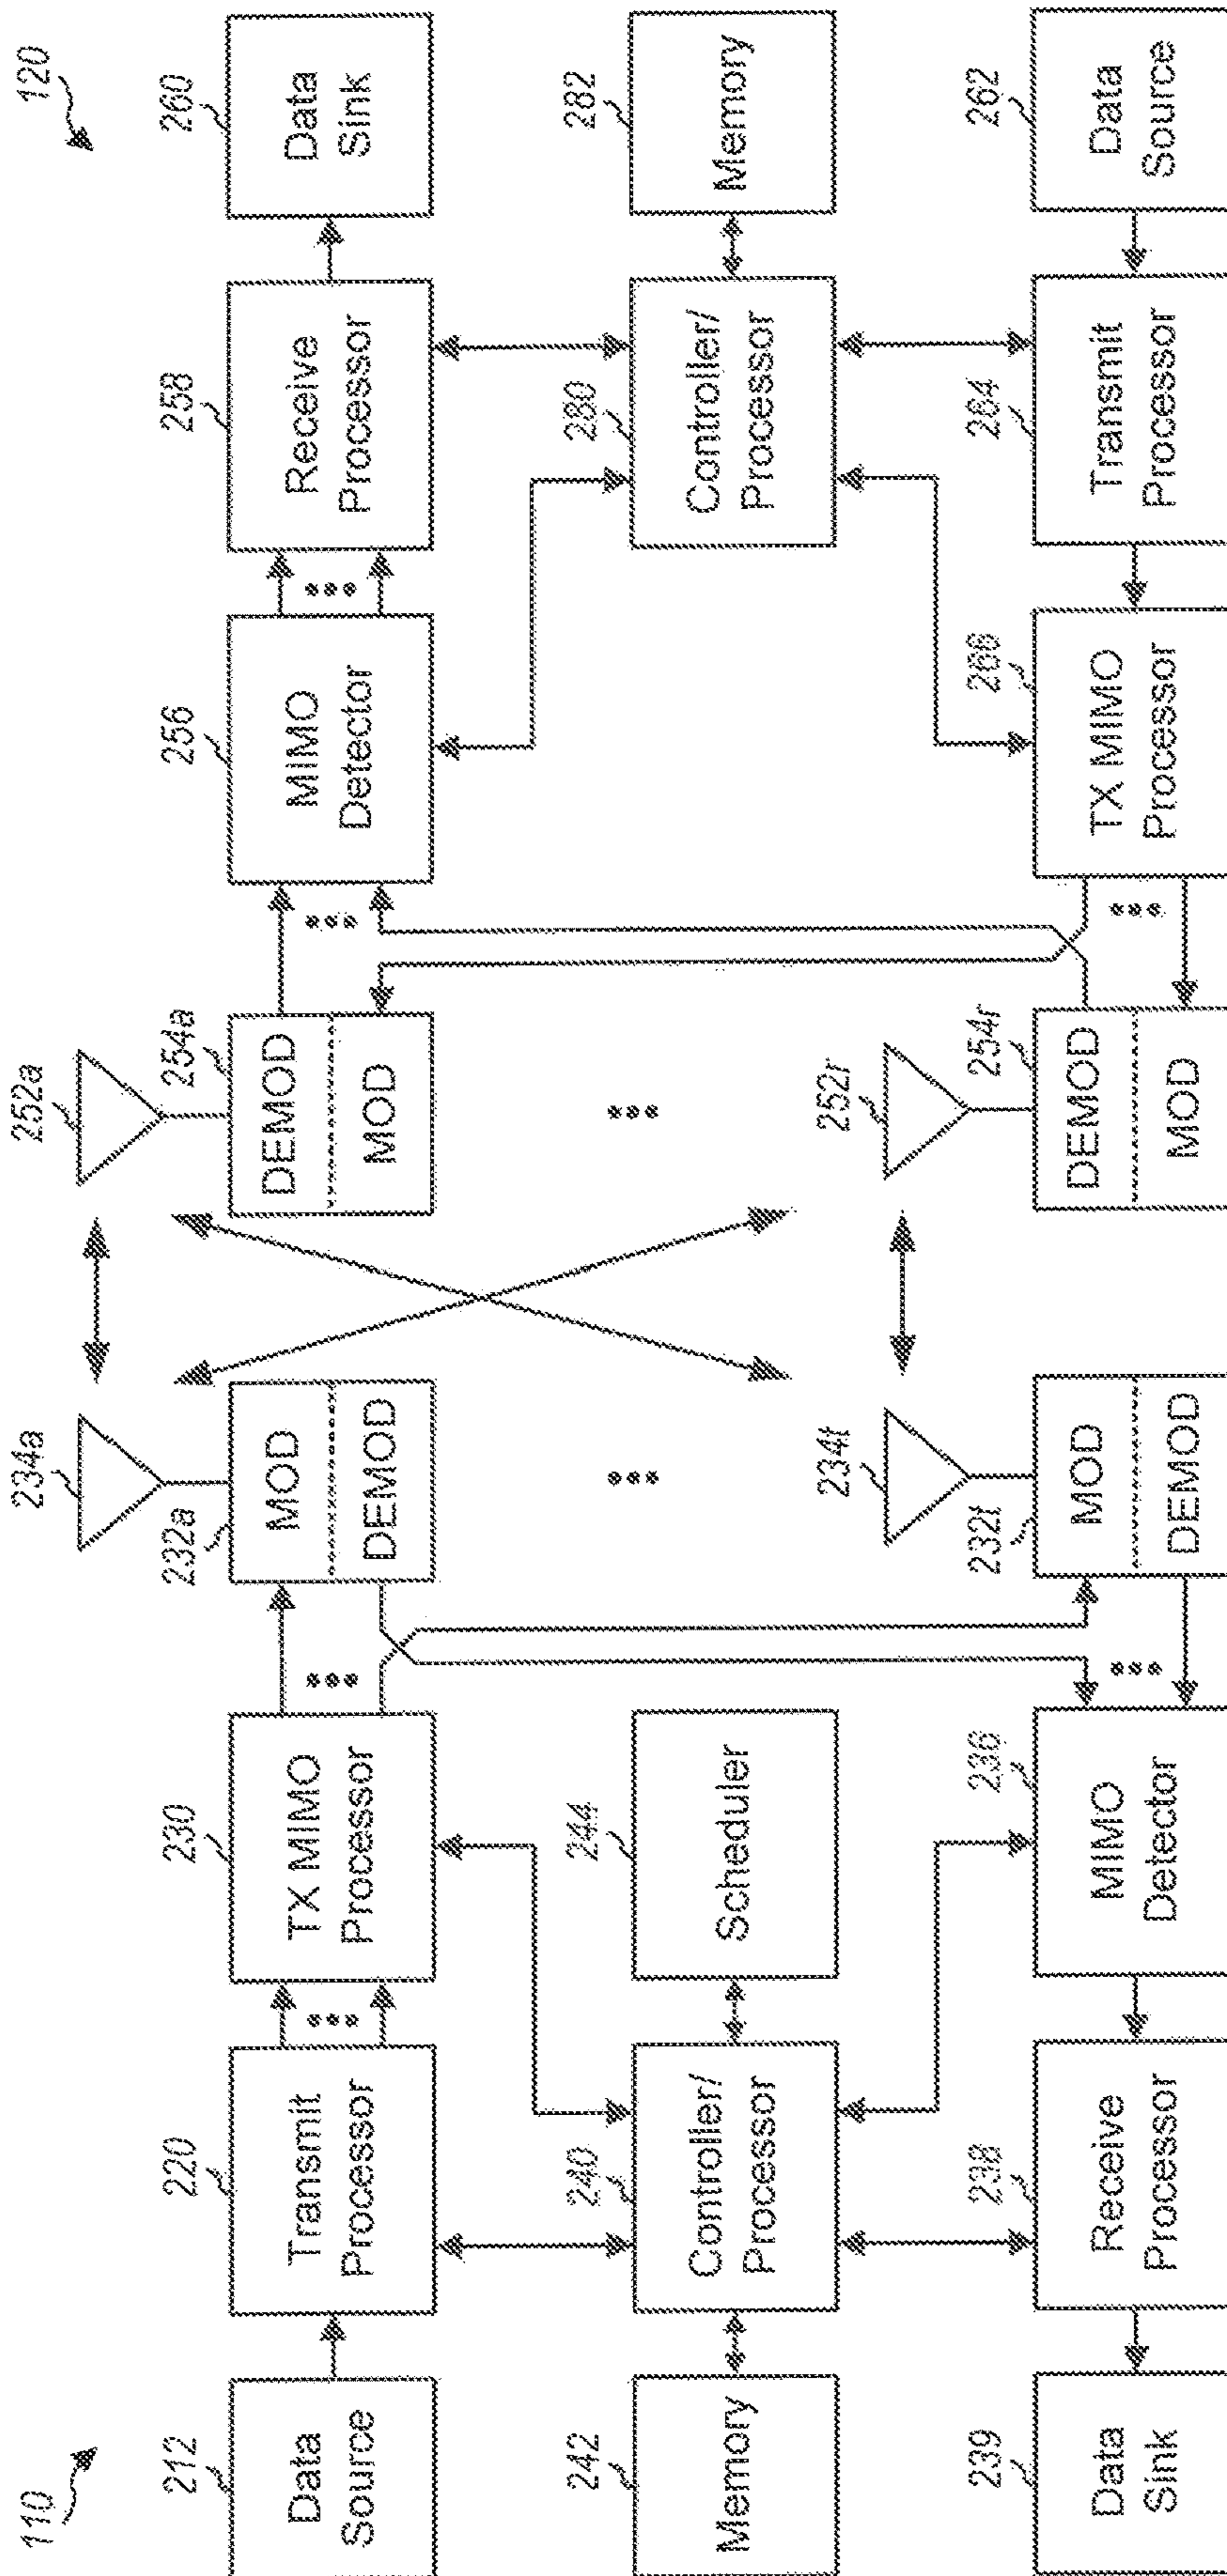 110
120
212
Data
Source
220
Transmit
Processor
230
TX MIMO
Processor
•••
•••
232a
MOD
DEMOD
234a
252a
254a
DEMOD
MOD
•••
256
MIMO
Detector
•••
258
Receive
Processor
260
Data
Sink
242
Memory
240
Controller/
Processor
244
Scheduler
•••
•••
280
Controller/
Processor
282
Memory
239
Data
Sink
238
Receive
Processor
236
MIMO
Detector
•••
232t
MOD
DEMOD
234t
252r
254r
DEMOD
MOD
•••
266
TX MIMO
Processor
264
Transmit
Processor
262
Data
Source